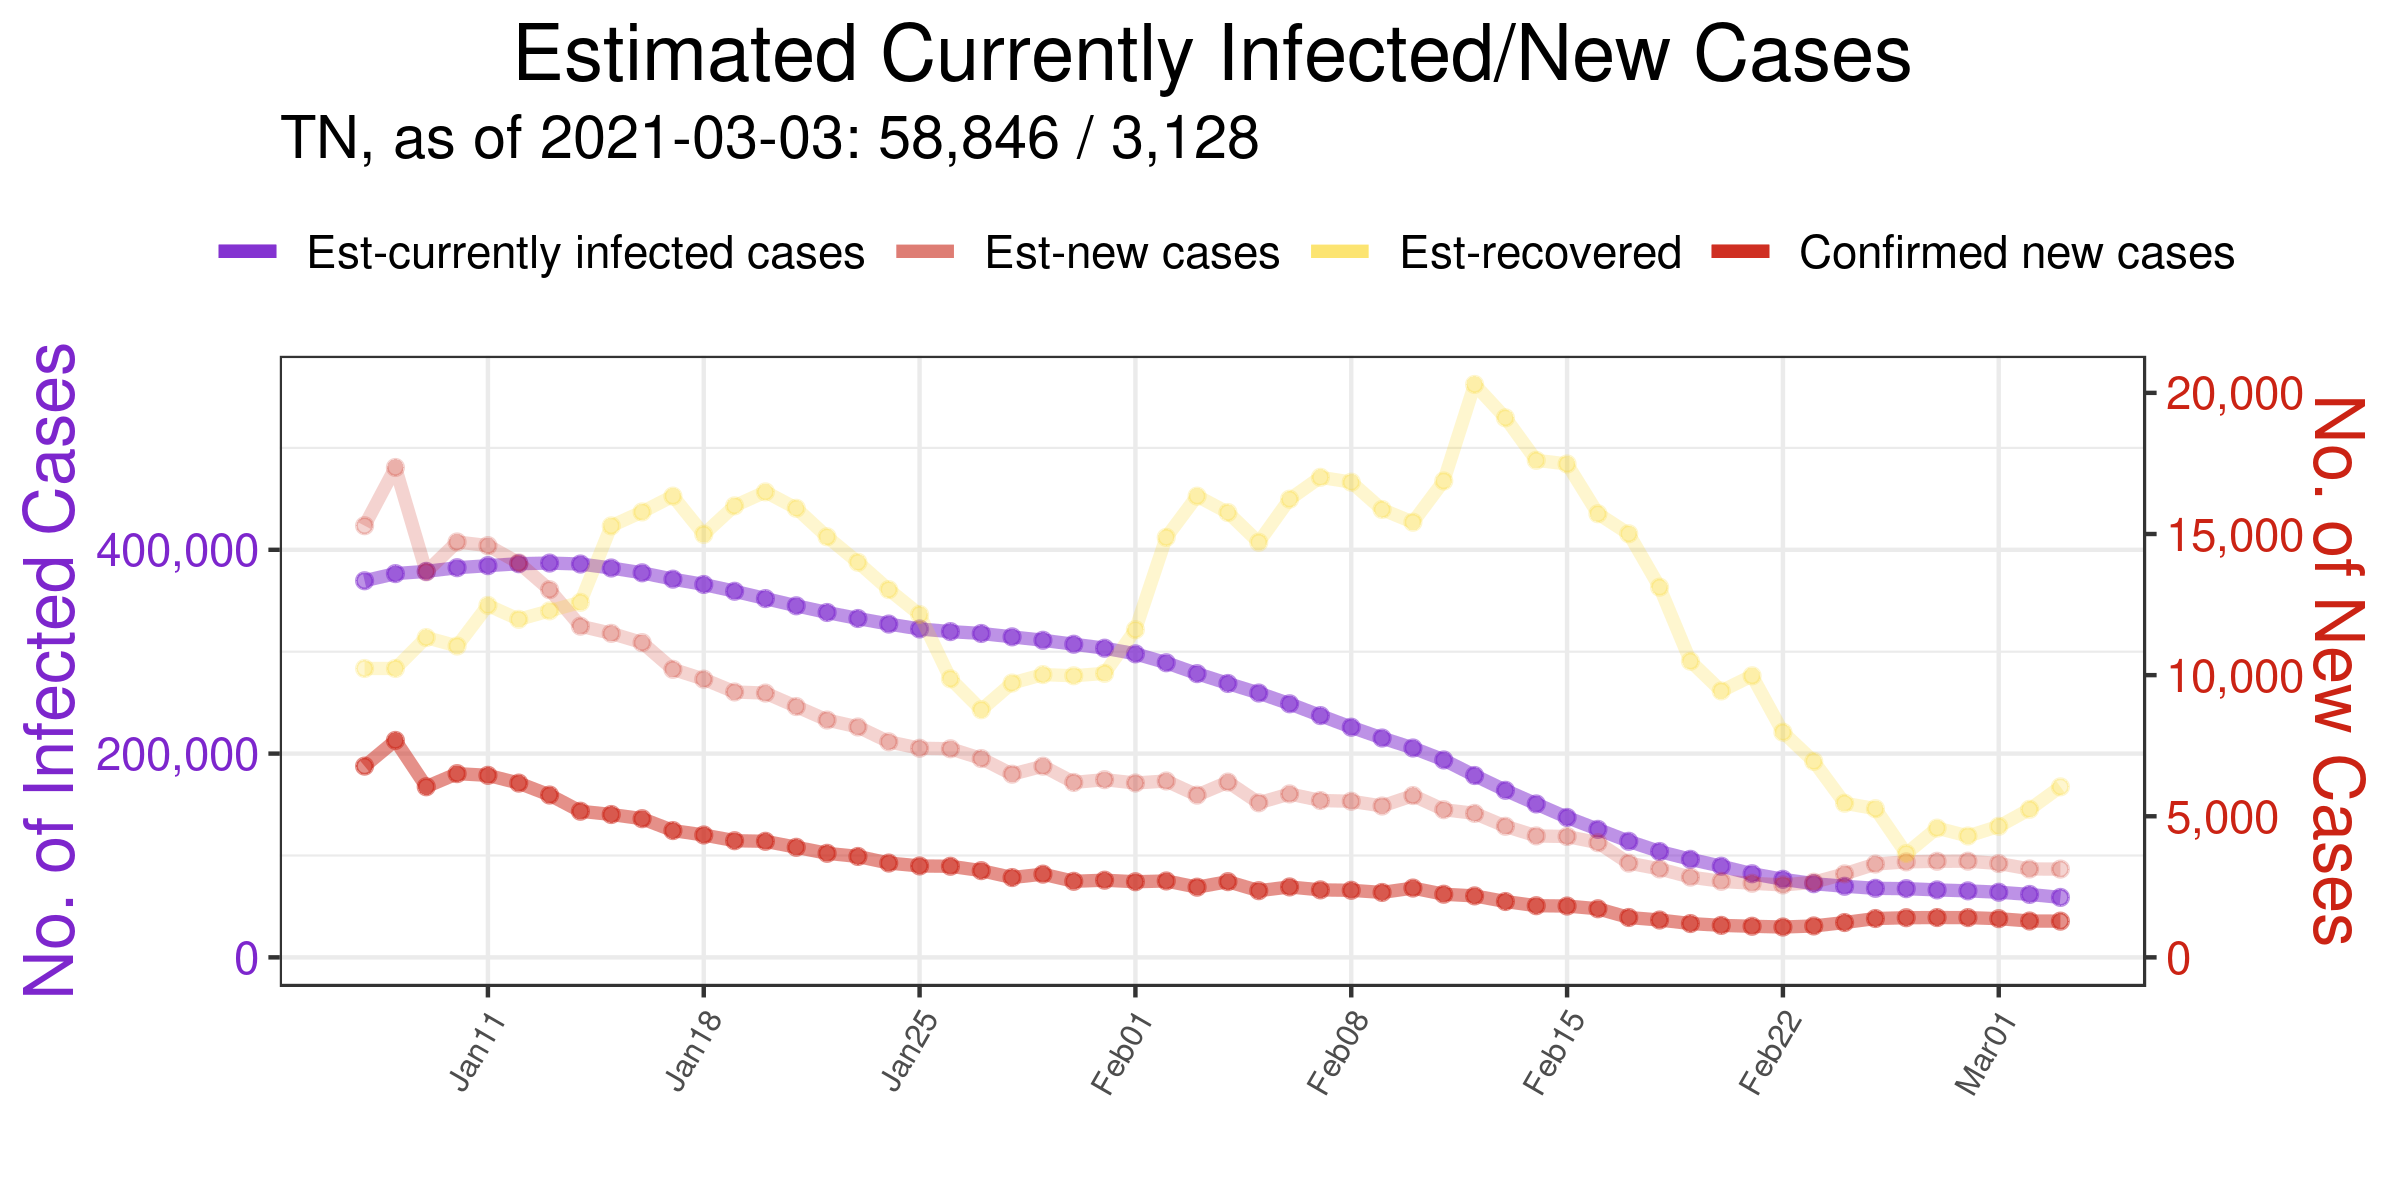 Estimated Currently Infected/New Cases
TN, as of 2021-03-03: 58,846 / 3,128
Est-currently infected cases Est-new cases Est-recovered Confirmed new cases
No. of Infected Cases
400,000
200,000
0
20,000
15,000
10,000
5,000
0
No. of New Cases
Jan11 Jan18 Jan25 Feb01 Feb08 Feb15 Feb22 Mar01